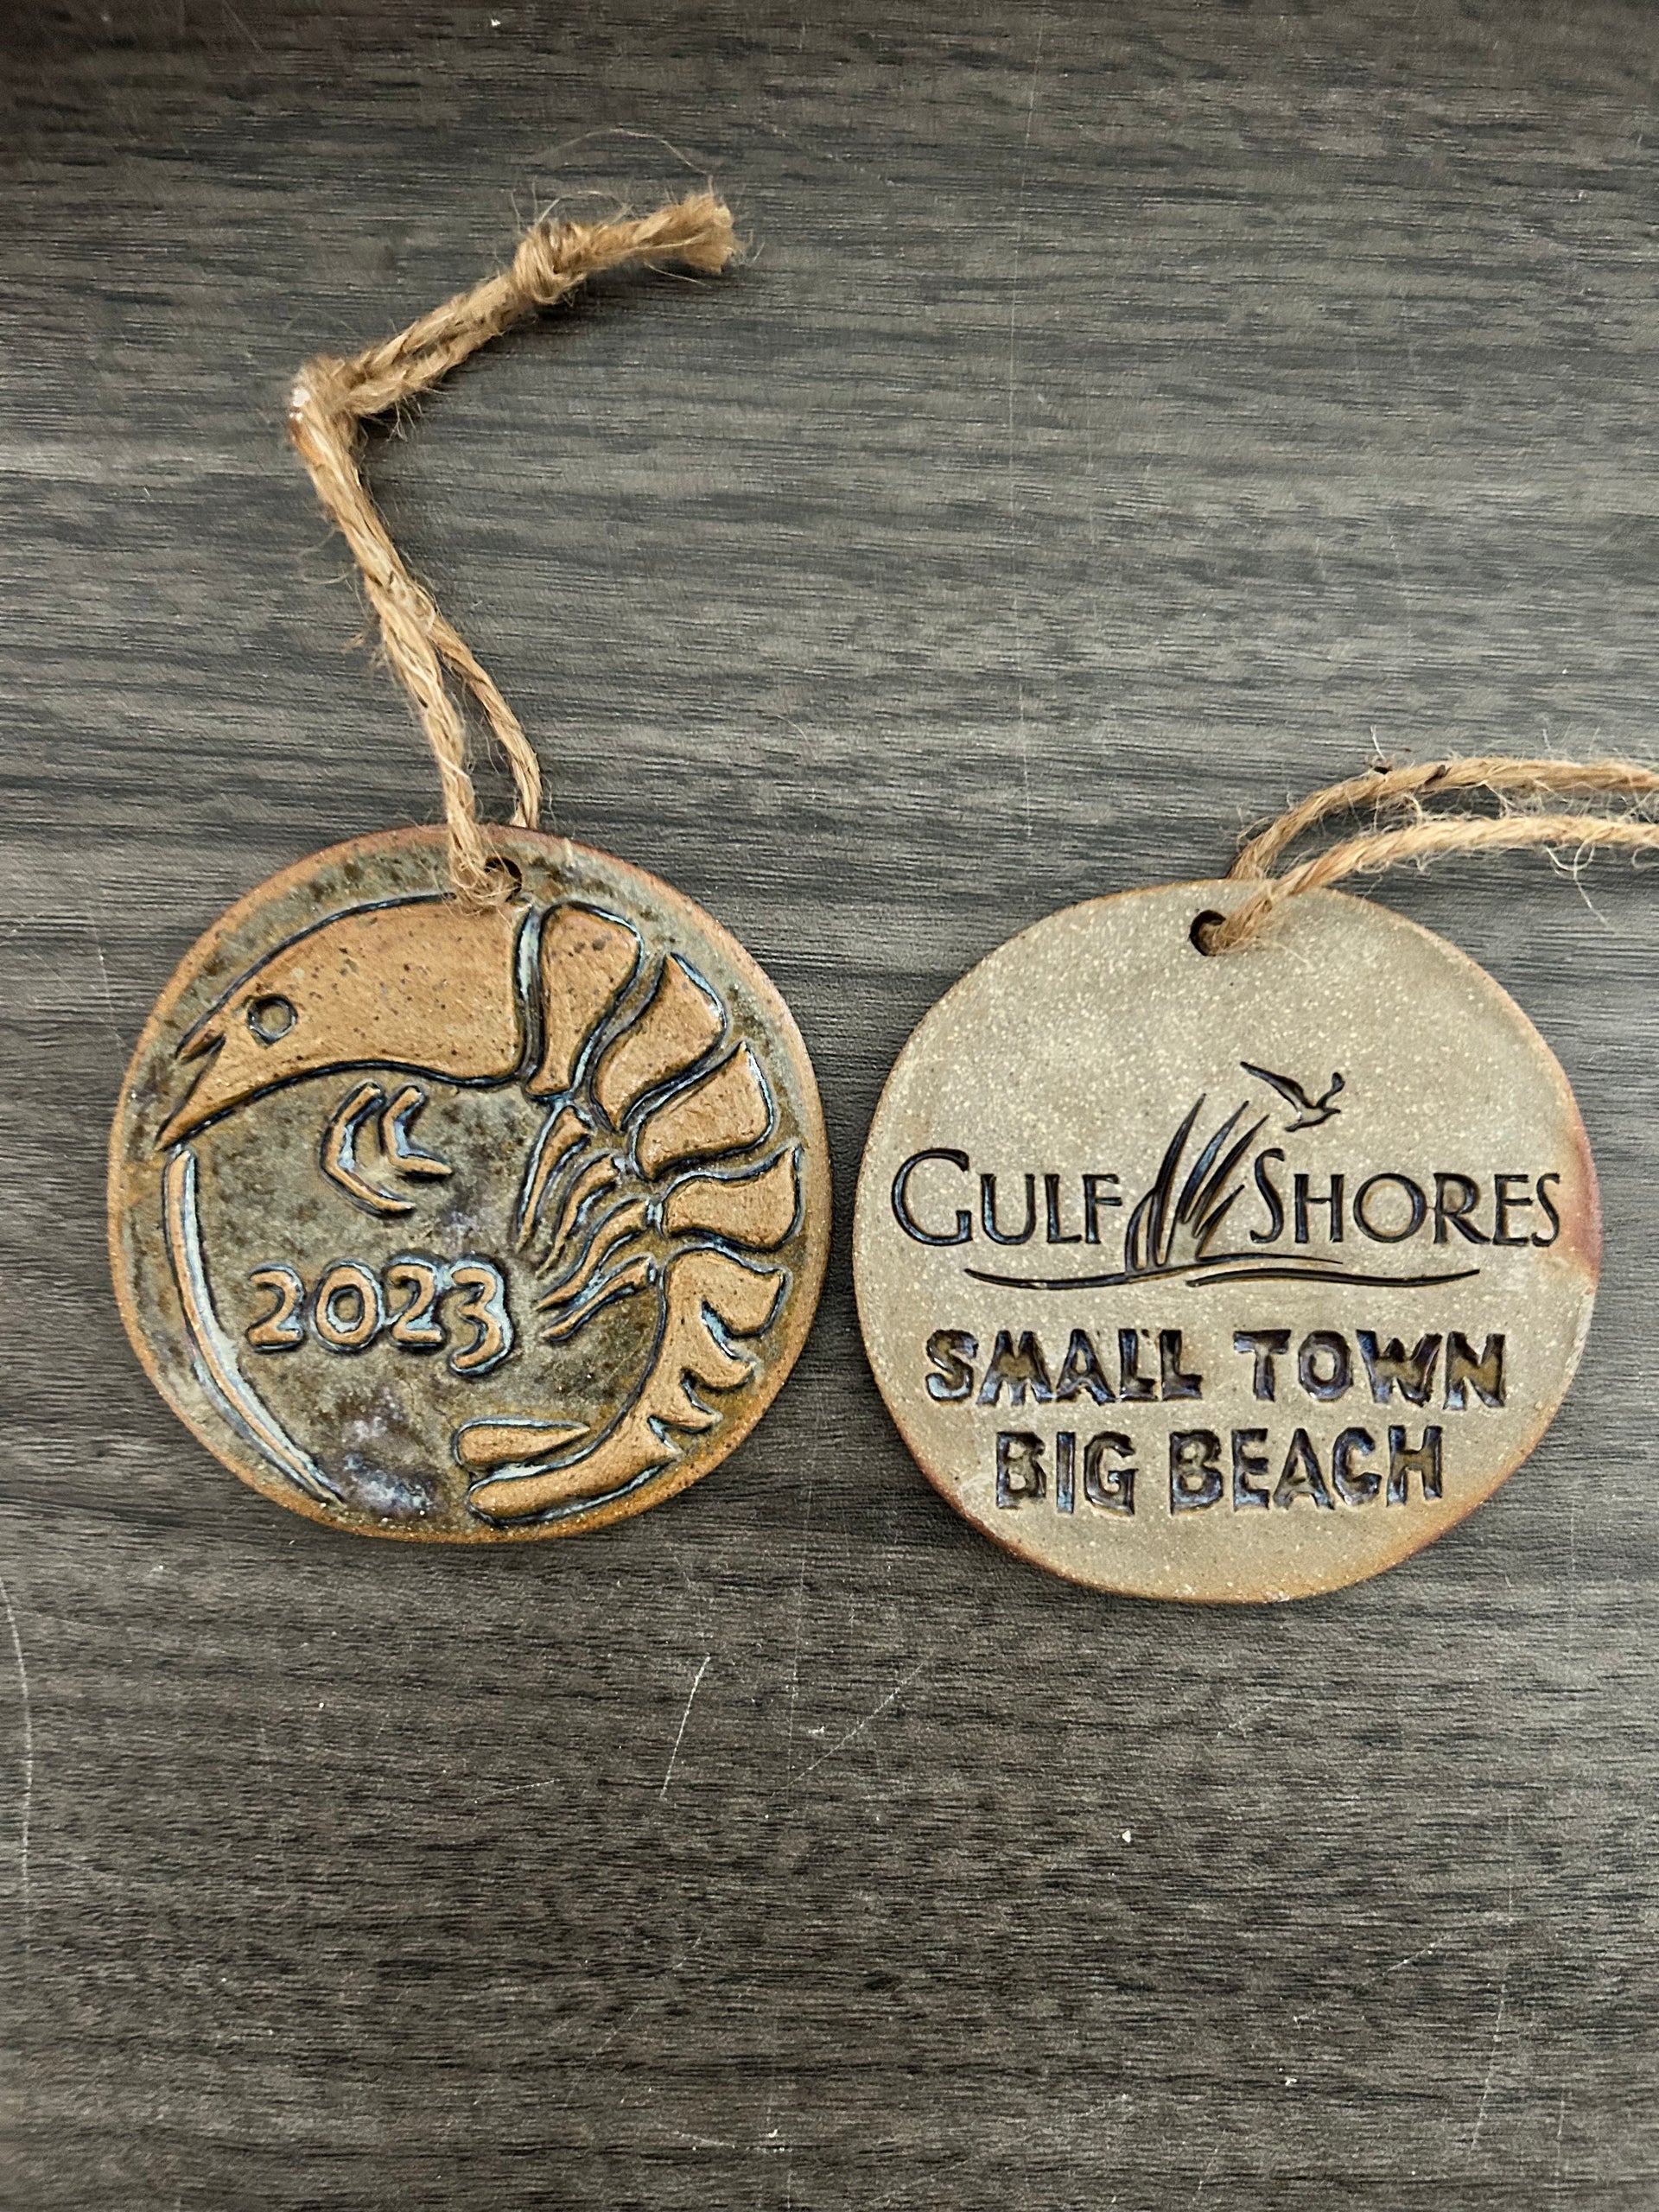 2023
GULF SHORES
SMALL TOWN
BIG BEACH